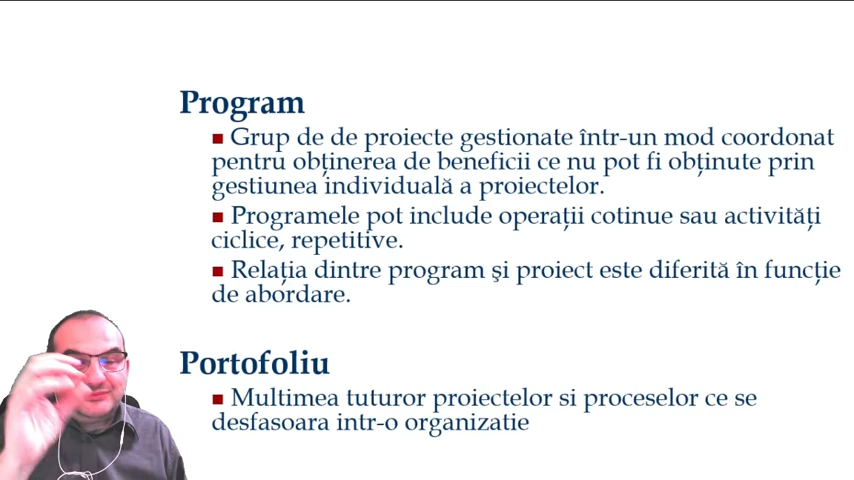 Program
Grup de de proiecte gestionate într-un mod coordonat
pentru obținerea de beneficii ce nu pot fi obținute prin
gestiunea individuală a proiectelor.
Programele pot include operații cotinue sau activități
ciclice, repetitive.
Relația dintre program şi proiect este diferită în funcție
de abordare.
Portofoliu
Multimea tuturor proiectelor si proceselor ce se
desfasoara intr-o organizatie